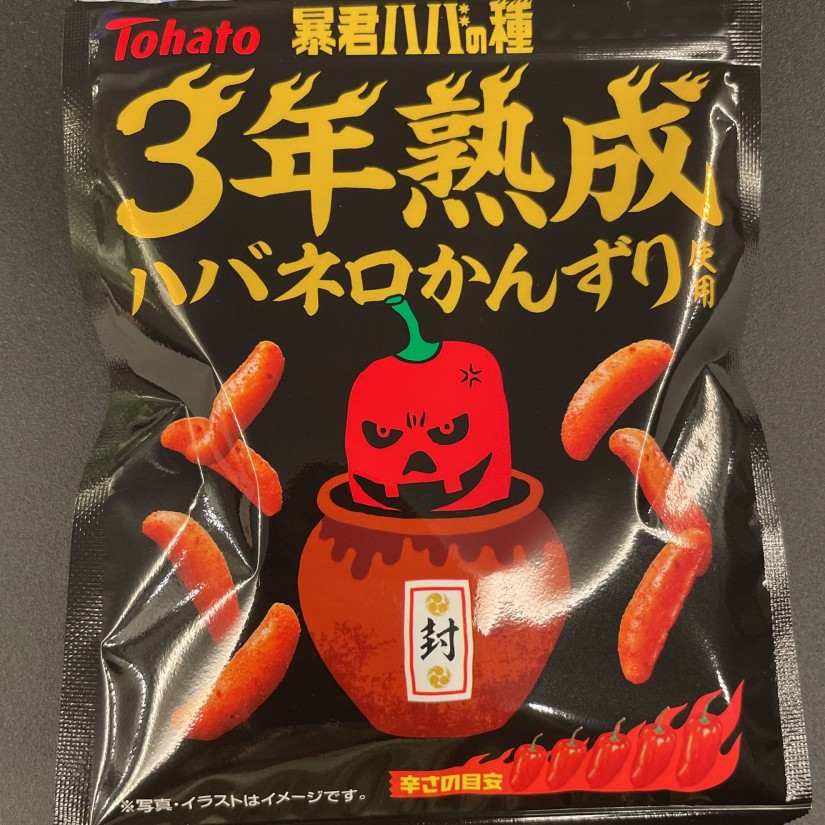 Tohato
暴君ハバの種
3年熟成
ハバネロかんずり使用
封
辛さの目安
※写真・イラストはイメージです。